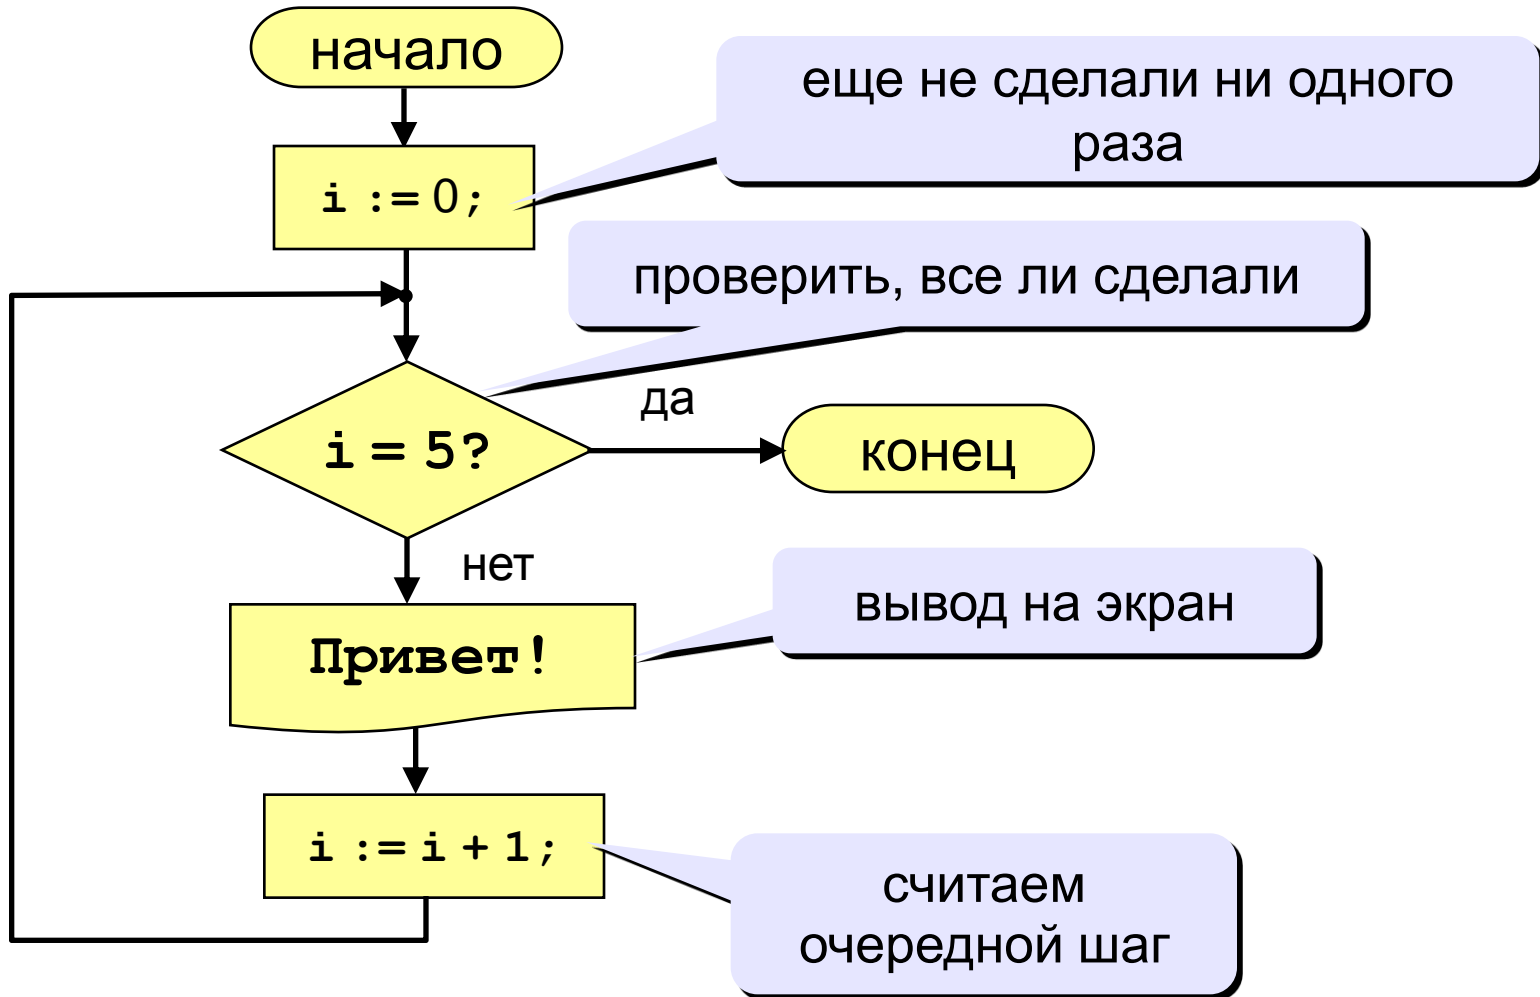 начало
еще не сделали ни одного
раза
i := 0;
проверить, все ли сделали
да
i = 5?
конец
нет
вывод на экран
Привет!
i := i + 1;
считаем
очередной шаг